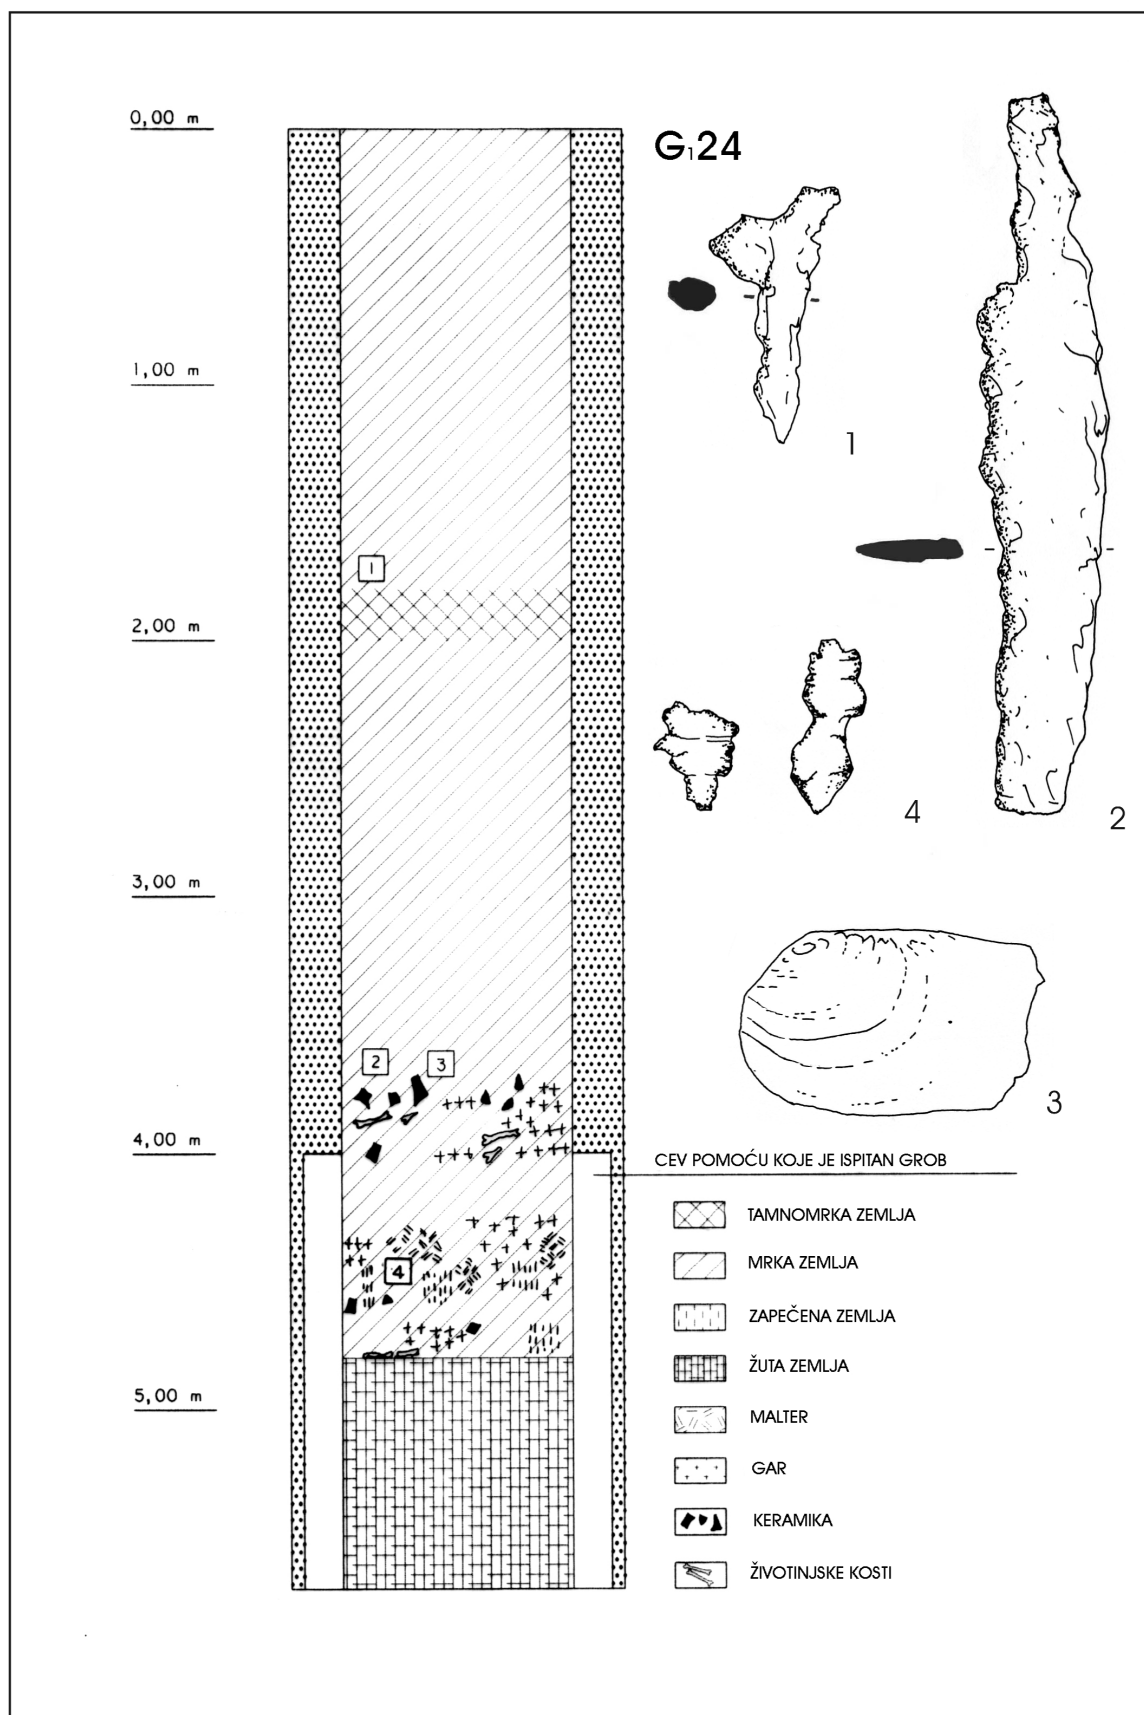 0,00 m
G₁24
1,00 m
1
1
2,00 m
4
2
3,00 m
2
3
3
4,00 m
CEV POMOĆU KOJE JE ISPITAN GROB
TAMNOMRKA ZEMLJA
MRKA ZEMLJA
4
ZAPEČENA ZEMLJA
ŽUTA ZEMLJA
5,00 m
MALTER
GAR
KERAMIKA
ŽIVOTINJSKE KOSTI